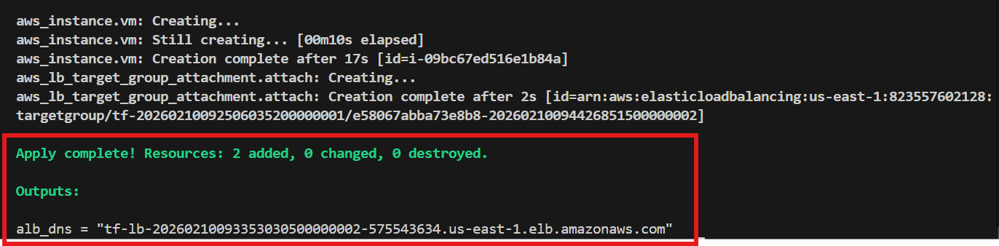 aws_instance.vm: Creating...
aws_instance.vm: Still creating... [00m10s elapsed]
aws_instance.vm: Creation complete after 17s [id=i-09bc67ed516e1b84a]
aws_lb_target_group_attachment.attach: Creating...
aws_lb_target_group_attachment.attach: Creation complete after 2s [id=arn:aws:elasticloadbalancing:us-east-1:823557602128:
targetgroup/tf-20260210092506035200000001/e58067abba73e8b8-20260210094426851500000002]
Apply complete! Resources: 2 added, 0 changed, 0 destroyed.
Outputs:
alb_dns = "tf-lb-20260210093353030500000002-575543634.us-east-1.elb.amazonaws.com"